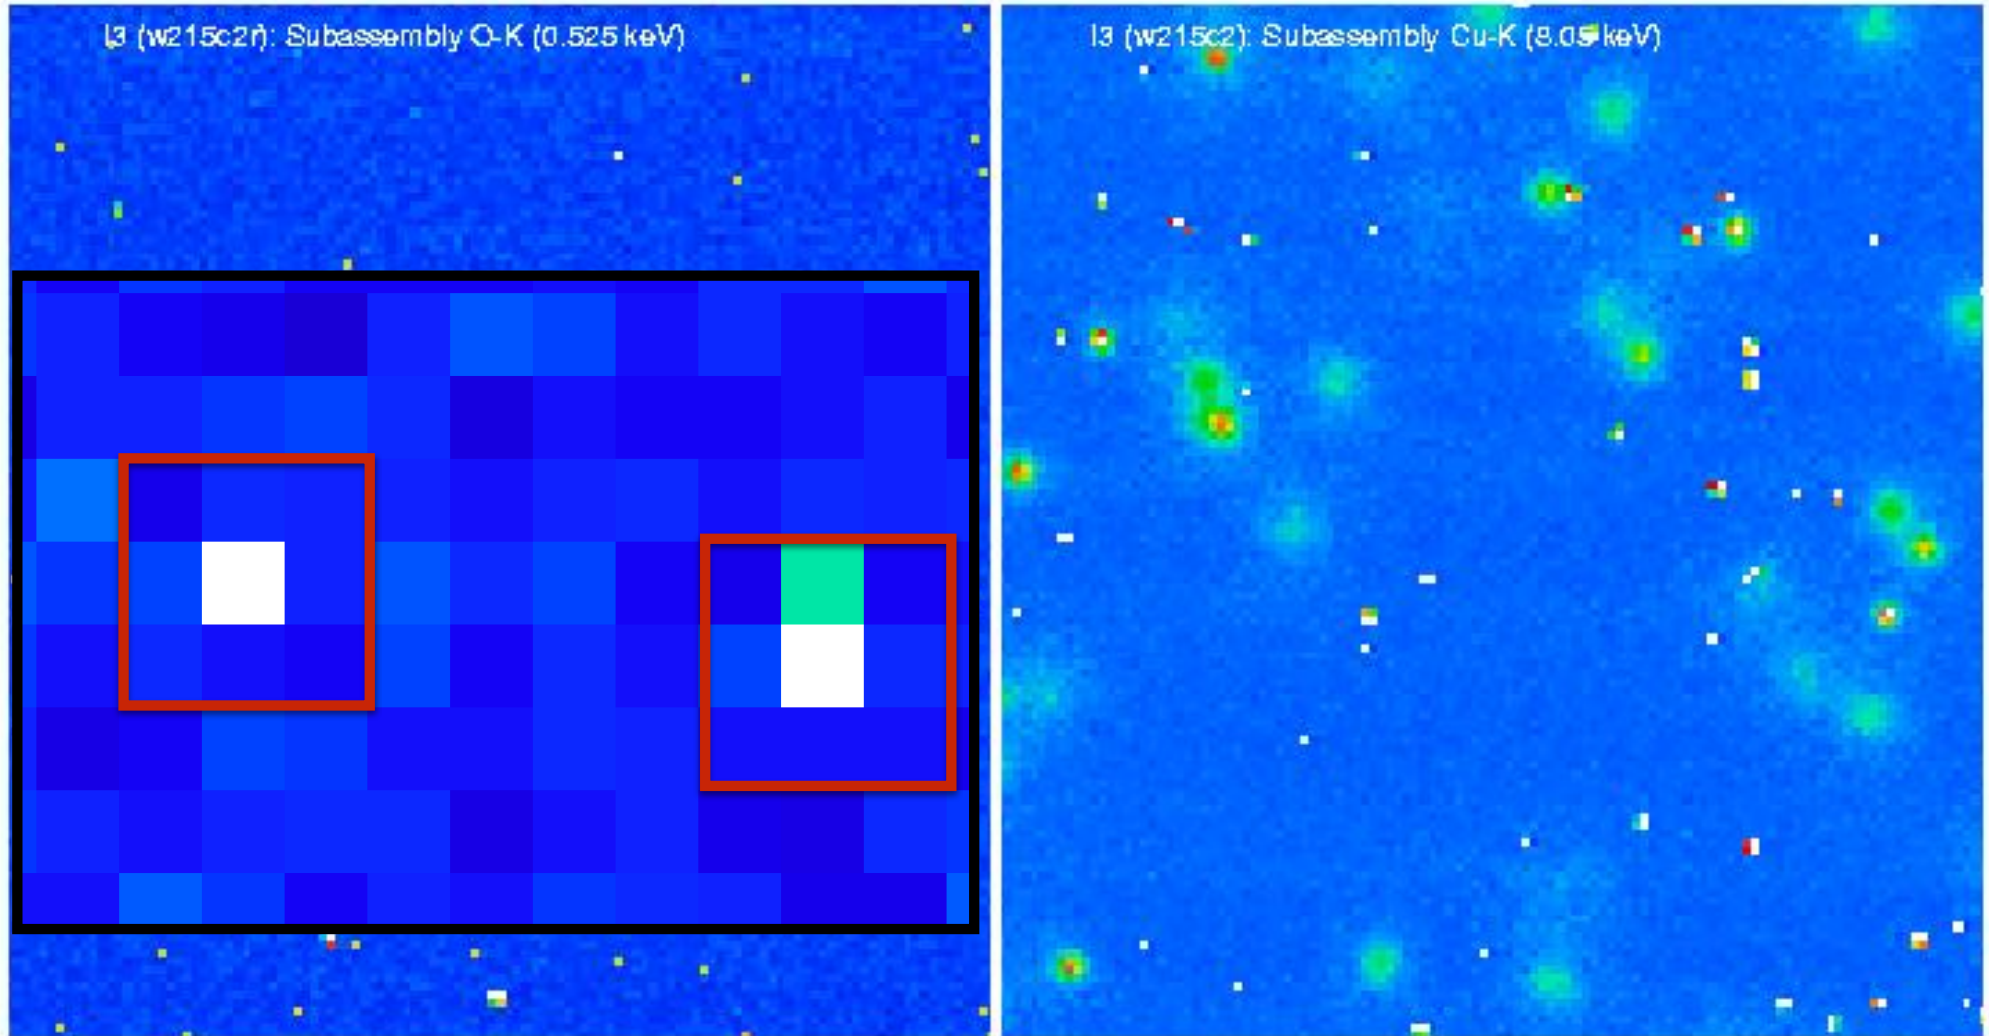 I3 (w215c2r): Subassembly O-K (0.525 keV)
I3 (w215c2): Subassembly Cu-K (8.05 keV)